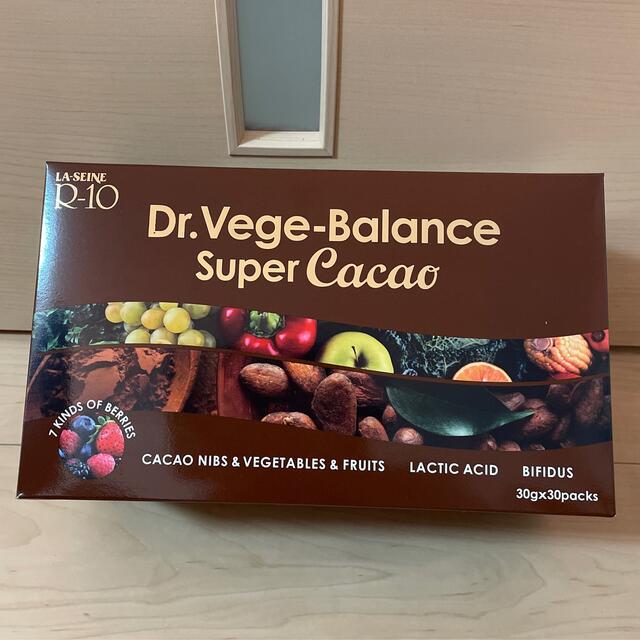 LA-SEINE
R-10
Dr.Vege-Balance
Super Cacao
7 KINDS OF BERRIES
CACAO NIBS & VEGETABLES & FRUITS LACTIC ACID BIFIDUS
30g×30packs